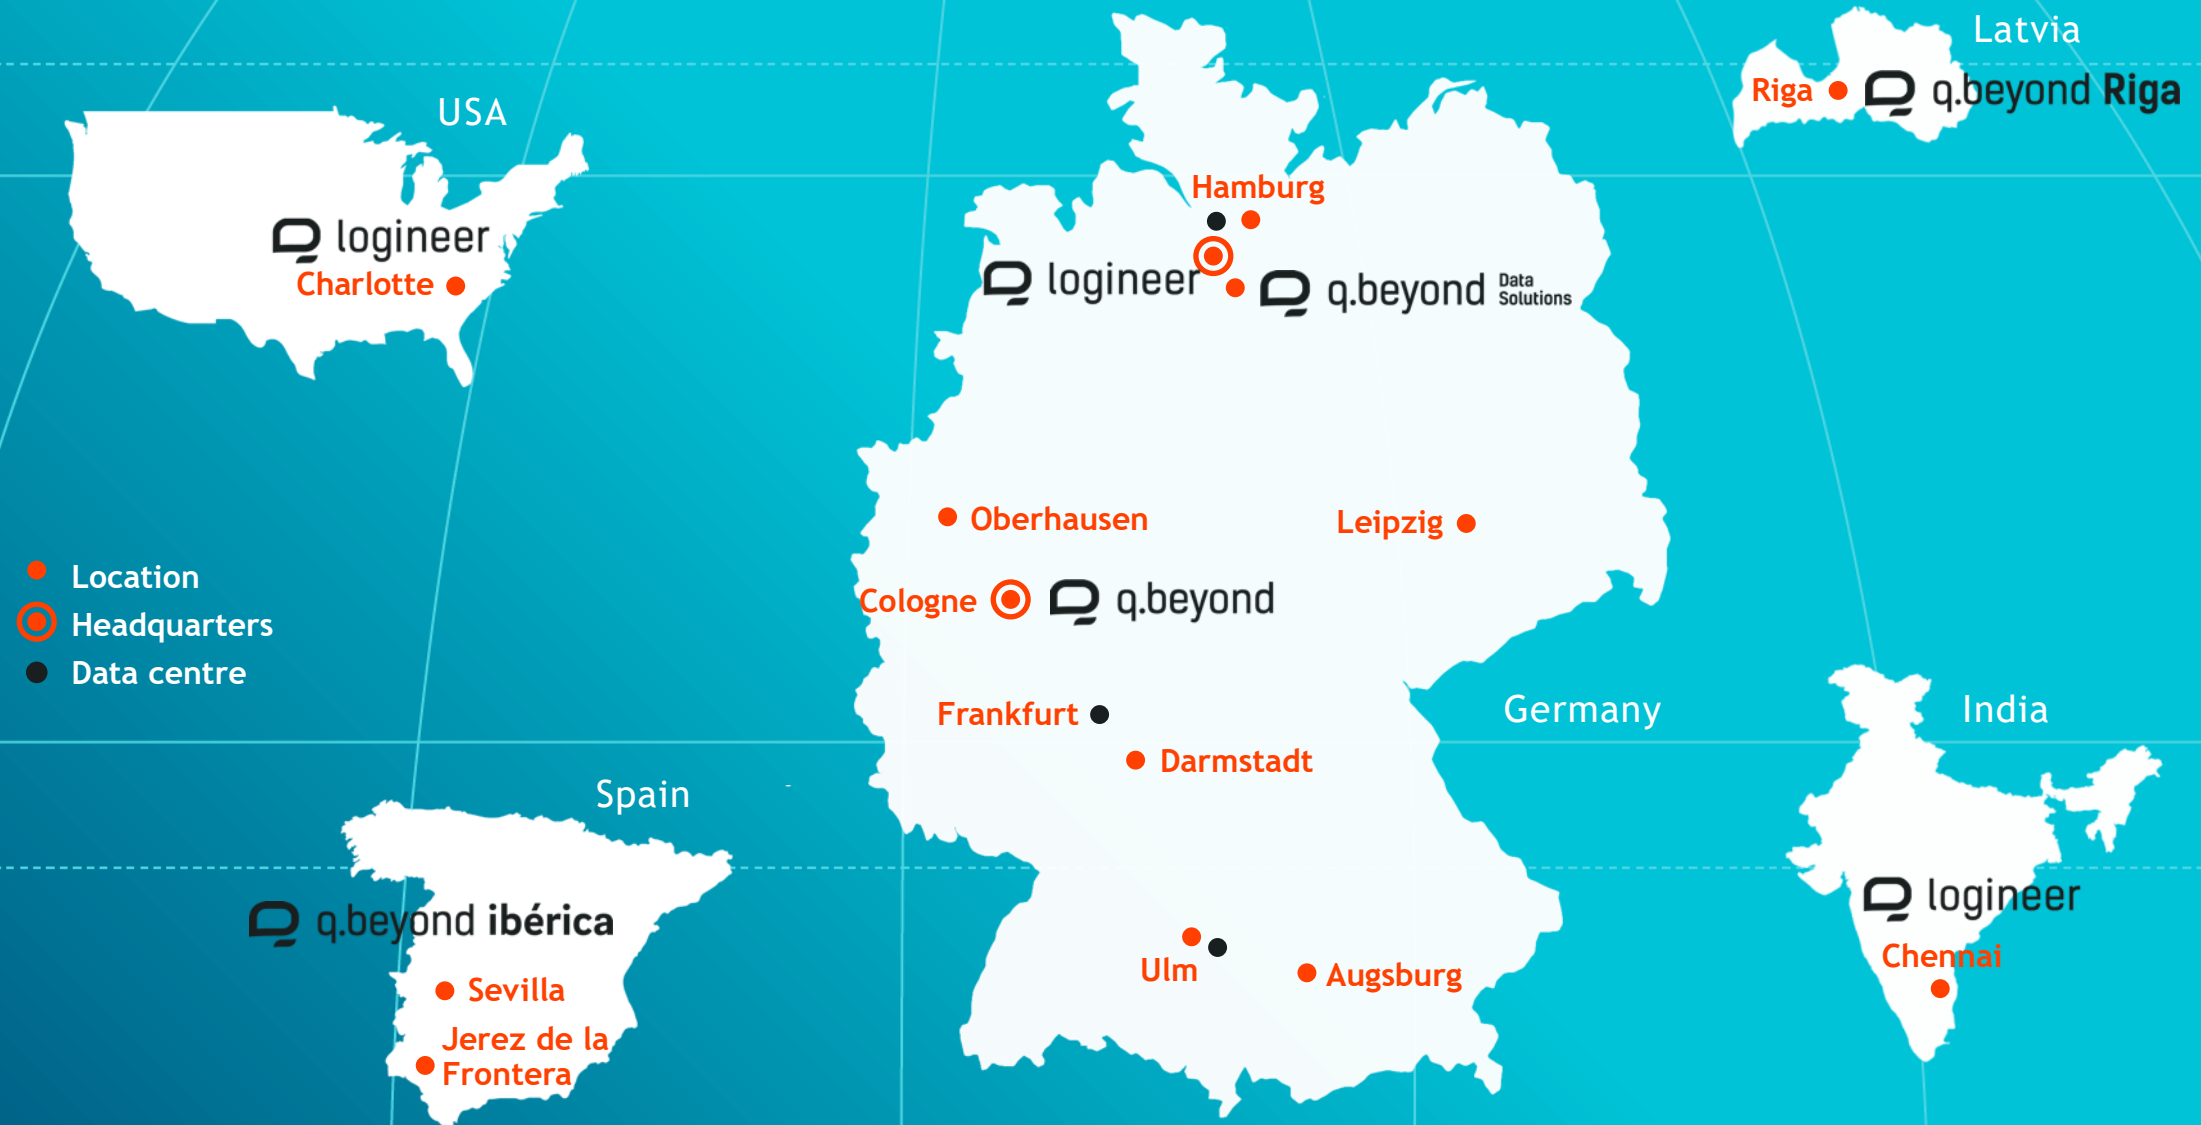 Latvia
Riga
q.beyond Riga
USA
logineer
Charlotte
Hamburg
logineer
q.beyond Data
Solutions
Oberhausen
Leipzig
Location
Headquarters
Data centre
Cologne
q.beyond
Frankfurt
Darmstadt
Germany
India
Spain
q.beyond ibérica
Sevilla
Jerez de la
Frontera
Ulm
Augsburg
logineer
Chennai